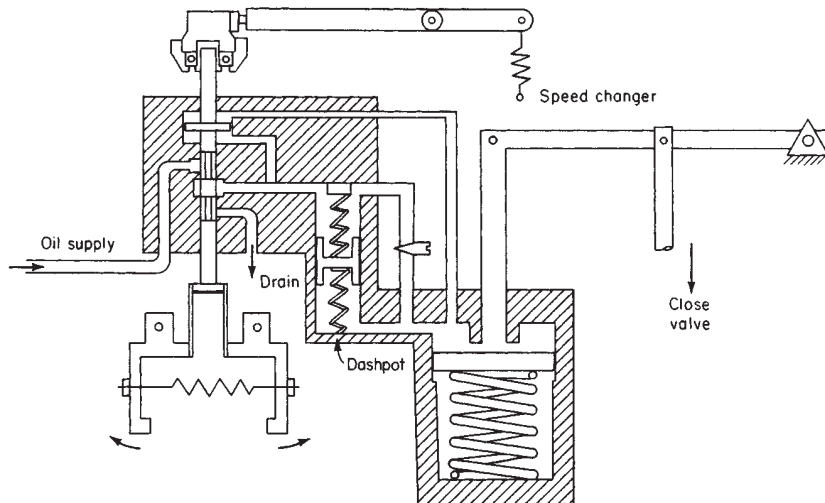 Speed changer
Oil supply
Drain
Close
valve
Dashpot